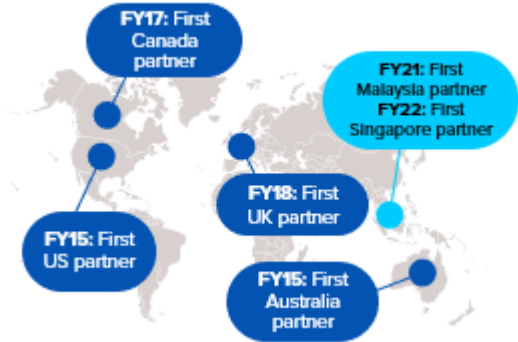 FY17: First
Canada
partner
FY21: First
Malaysia partner
FY22: First
Singapore partner
FY18: First
UK partner
FY15: First
US partner
FY15: First
Australia
partner